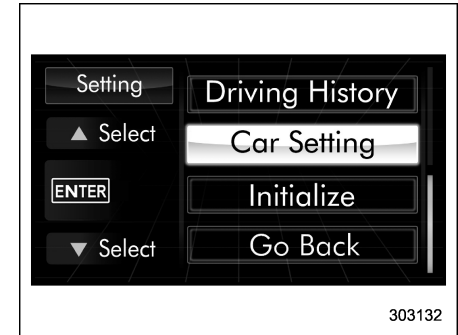 Setting
▲ Select
ENTER
▼ Select
Driving History
Car Setting
Initialize
Go Back
303132